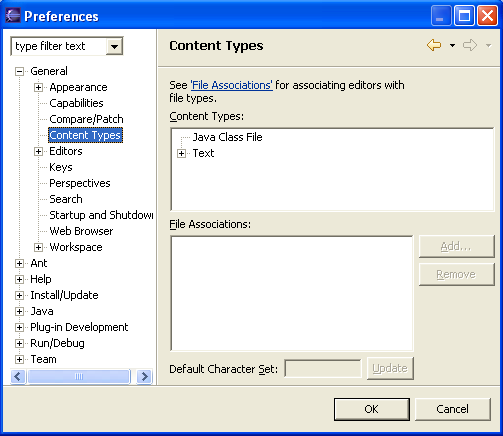 Preferences
type filter text
General
Appearance
Capabilities
Compare/Patch
Content Types
Editors
Keys
Perspectives
Search
Startup and Shutdown
Web Browser
Workspace
Ant
Help
Install/Update
Java
Plug-in Development
Run/Debug
Team
Content Types
See 'File Associations' for associating editors with
file types.
Content Types:
Java Class File
Text
File Associations:
Add...
Remove
Default Character Set:
Update
OK
Cancel